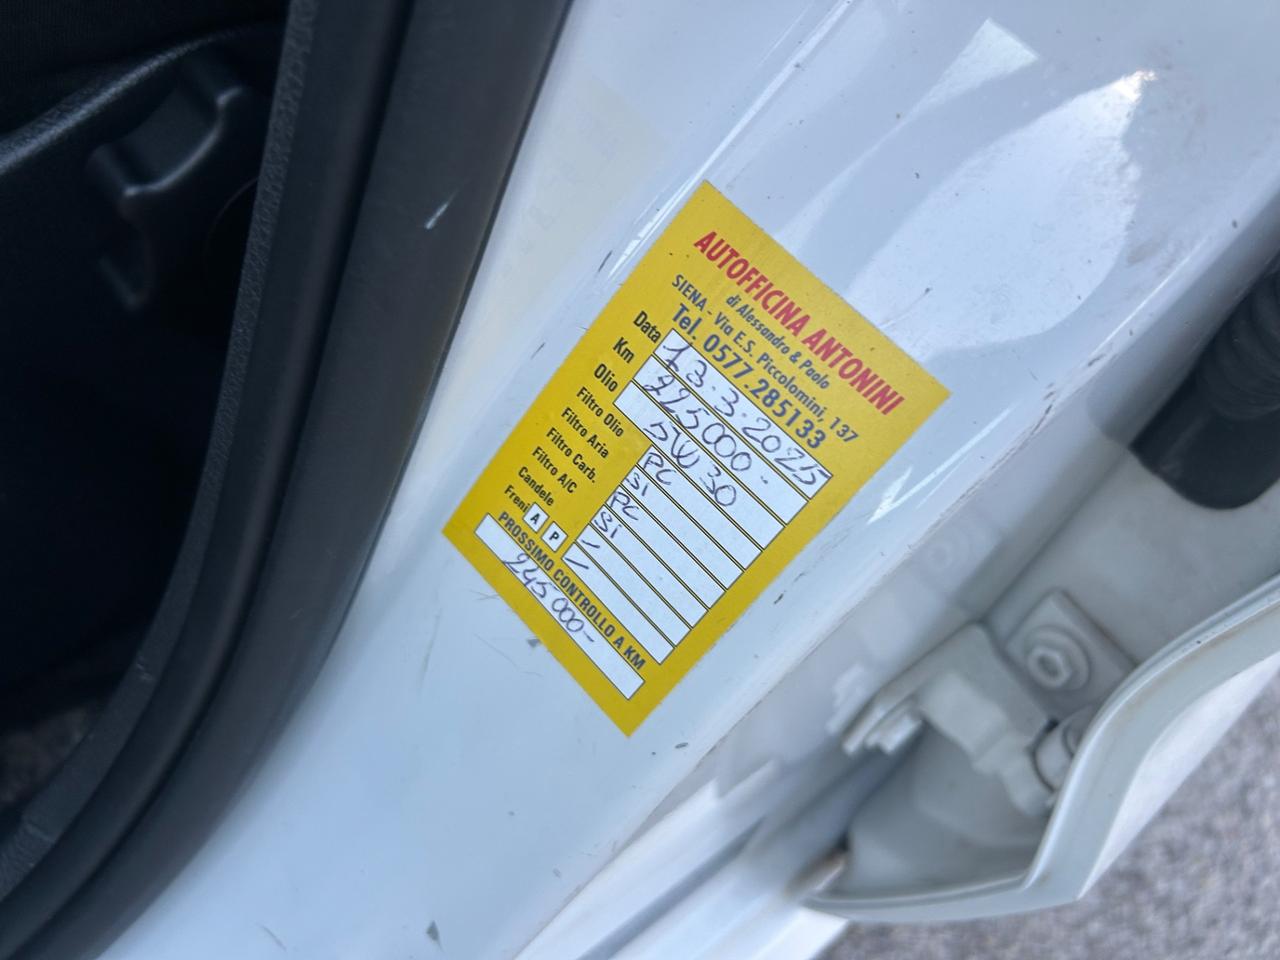 AUTOFFICINA ANTONINI
di Alessandro & Paolo
SIENA - Via E.S. Piccolomini, 137
Tel. 0577.285133
Data 13.3.2025
Km 225000-
Olio 5W30
Filtro Olio PC
Filtro Aria Si
Filtro Carb. PC
Filtro A/C Si
Candele /
Freni A P
PROSSIMO CONTROLLO A KM
245000-